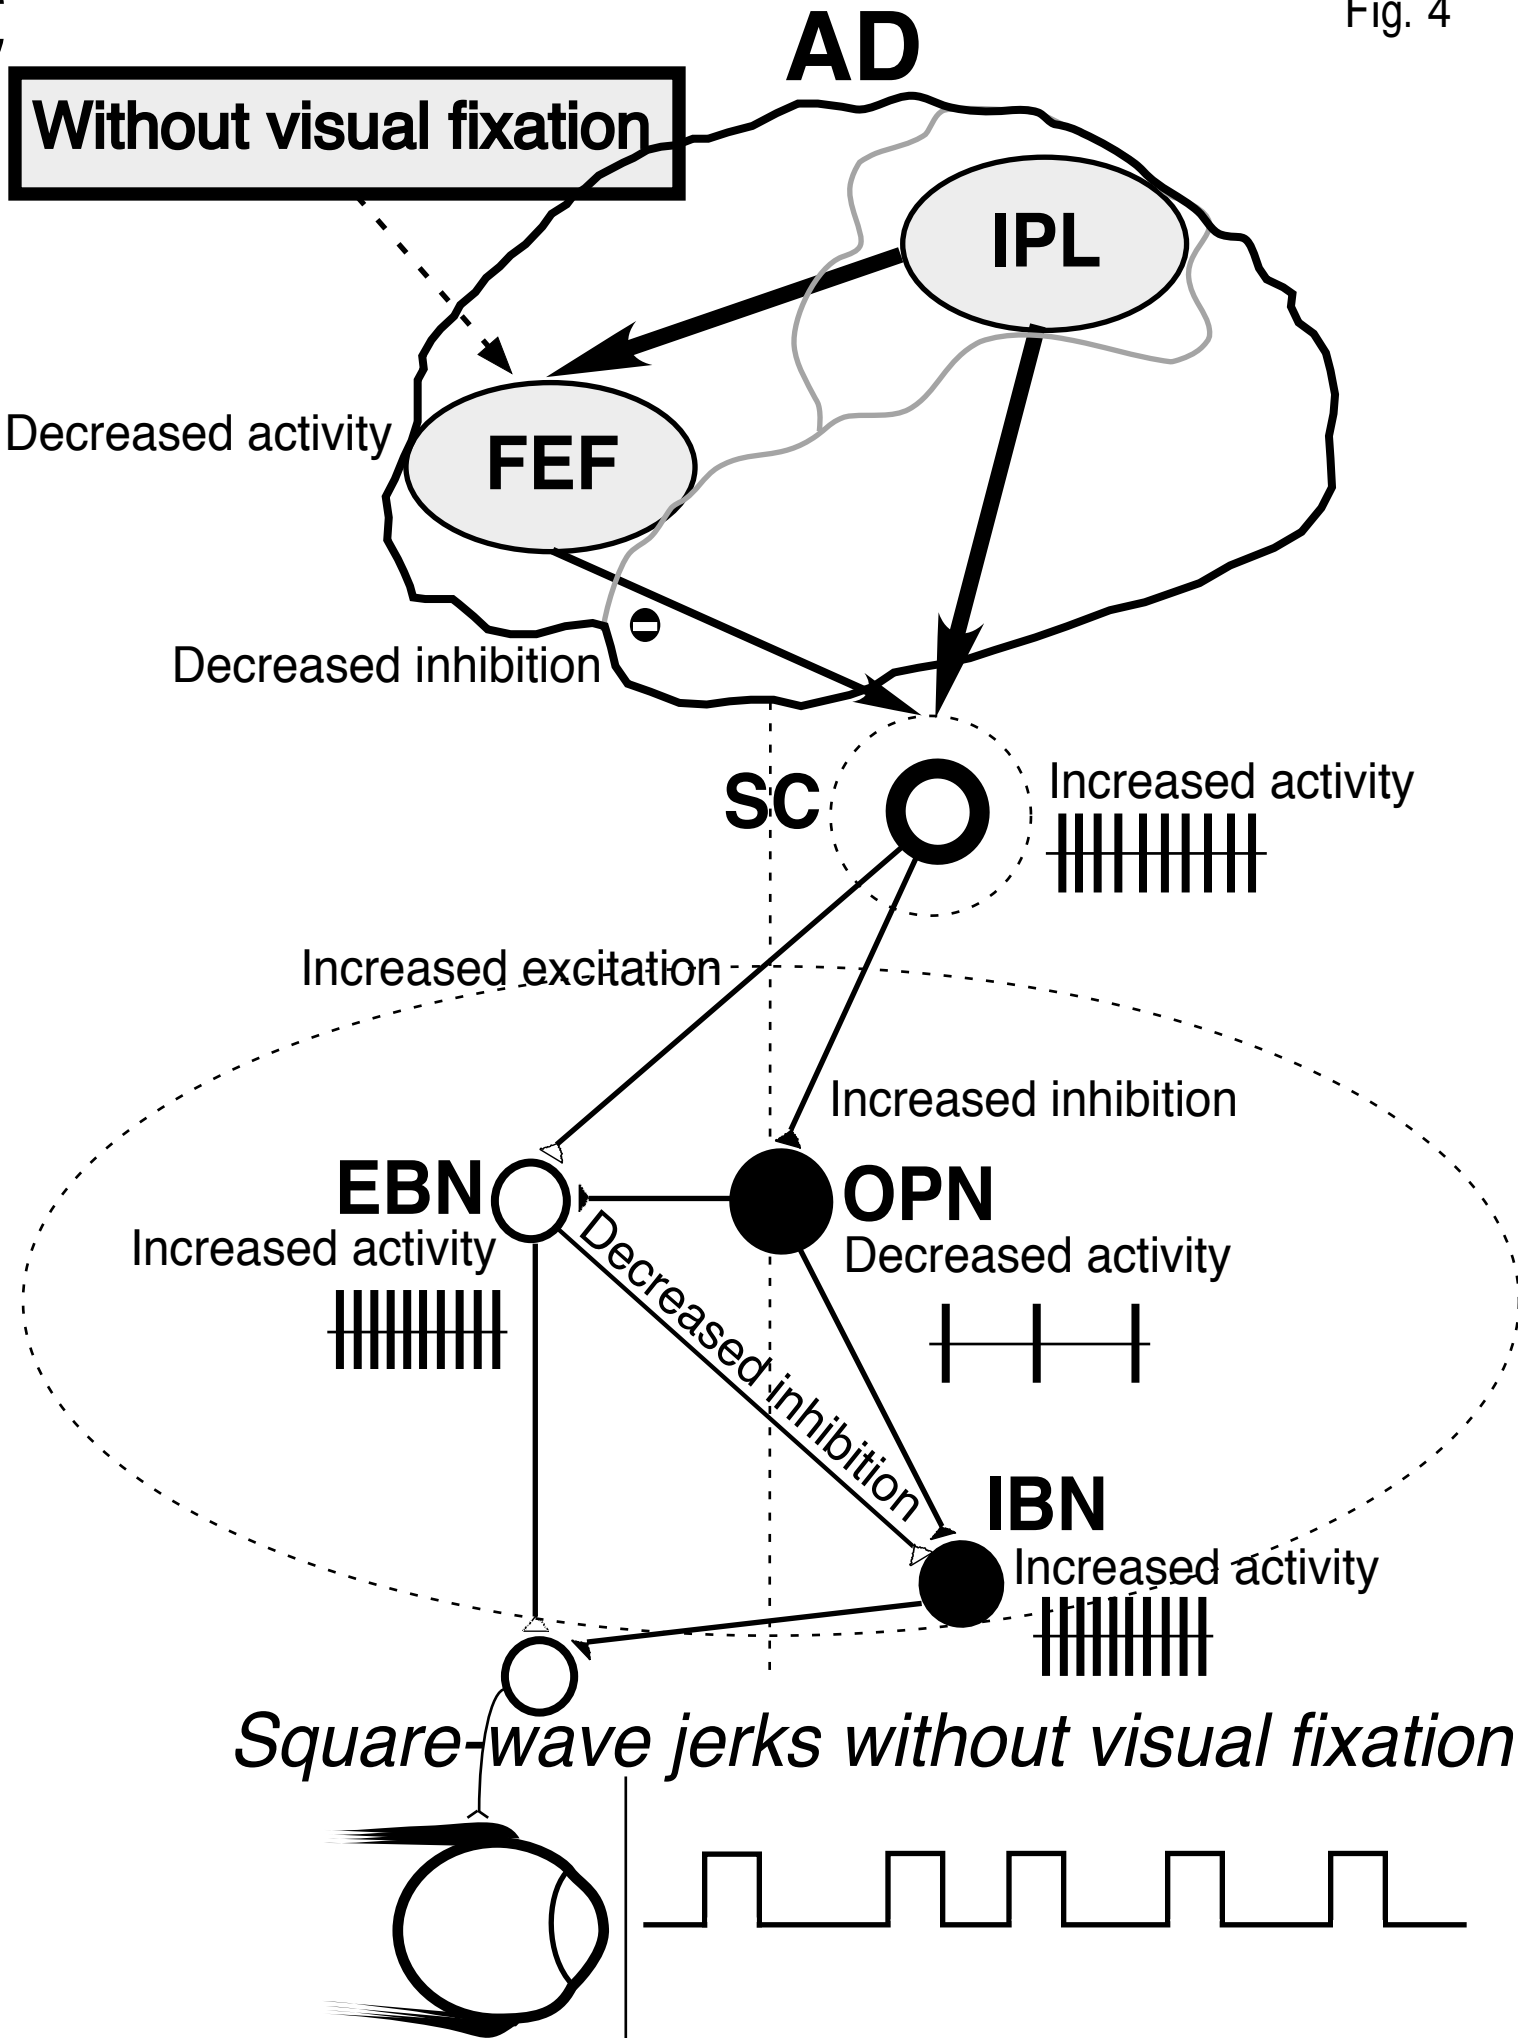 Fig. 4
AD
Without visual fixation
IPL
Decreased activity
FEF
Decreased inhibition
SC
Increased activity
Increased excitation
Increased inhibition
EBN
OPN
Increased activity
Decreased activity
Decreased inhibition
IBN
Increased activity
Square-wave jerks without visual fixation